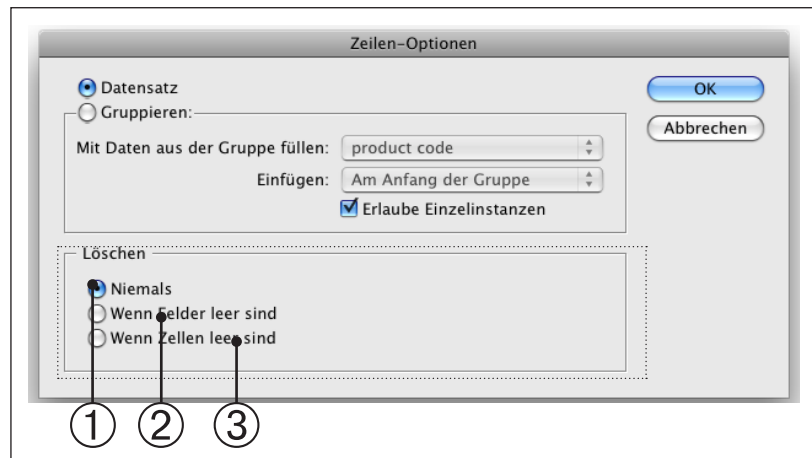 Zeilen-Optionen
Datensatz
OK
Gruppieren:
Abbrechen
Mit Daten aus der Gruppe füllen: product code
Einfügen: Am Anfang der Gruppe
Erlaube Einzelinstanzen
Löschen
Niemals
Wenn Felder leer sind
Wenn Zellen leer sind
1 2 3